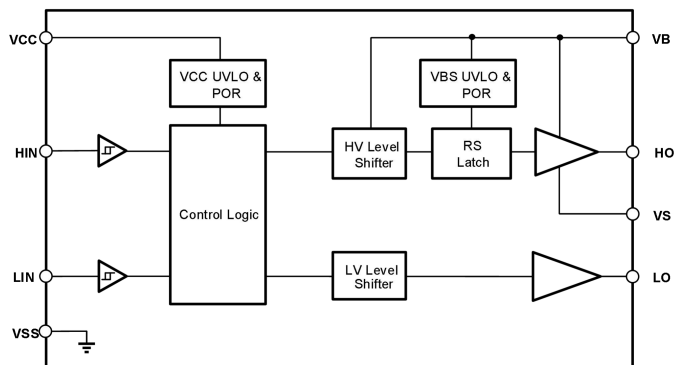 VCC
VB
VCC UVLO &
POR
VBS UVLO &
POR
HIN
HV Level
Shifter
RS
Latch
HO
Control Logic
VS
LIN
LV Level
Shifter
LO
VSS